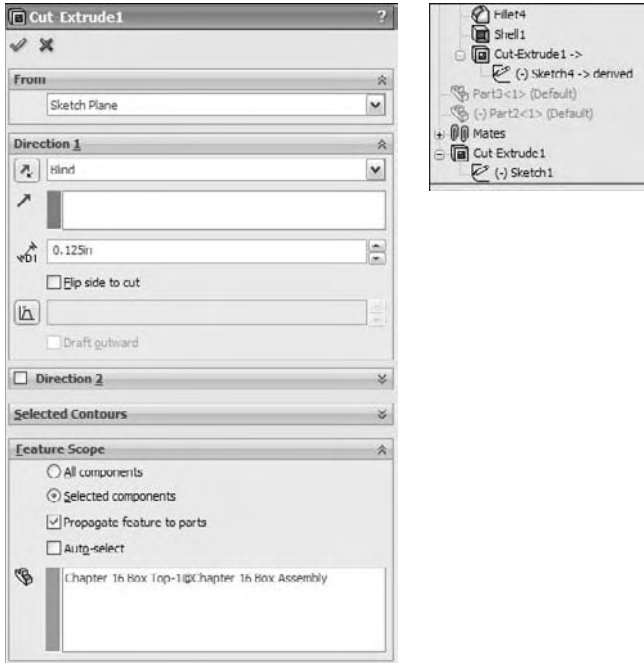 Cut Extrude1
?
From
Sketch Plane
Direction 1
Blind
D1
0.125in
Flip side to cut
Draft outward
Direction 2
Selected Contours
Feature Scope
All components
Selected components
Propagate feature to parts
Auto-select
Chapter 16 Box Top-1@Chapter 16 Box Assembly
Fillet4
Shell1
Cut-Extrude1 ->
(-) Sketch4 -> derived
Part3<1> (Default)
(-) Part2<1> (Default)
Mates
Cut Extrude1
(-) Sketch1